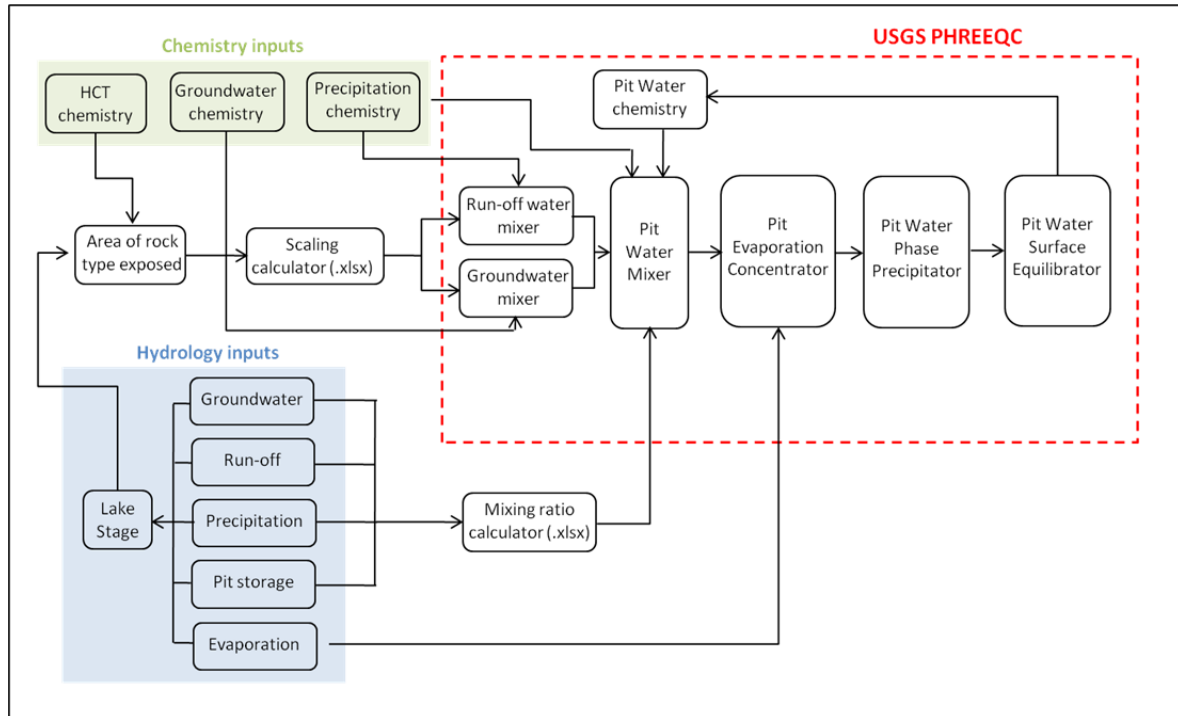 USGS PHREEQC
Chemistry inputs
HCT
chemistry
Groundwater
chemistry
Precipitation
chemistry
Pit Water
chemistry
Area of rock
type exposed
Scaling
calculator (.xlsx)
Run-off water
mixer
Groundwater
mixer
Pit
Water
Mixer
Pit
Evaporation
Concentrator
Pit Water
Phase
Precipitator
Pit Water
Surface
Equilibrator
Hydrology inputs
Groundwater
Run-off
Lake
Stage
Precipitation
Pit storage
Evaporation
Mixing ratio
calculator (.xlsx)